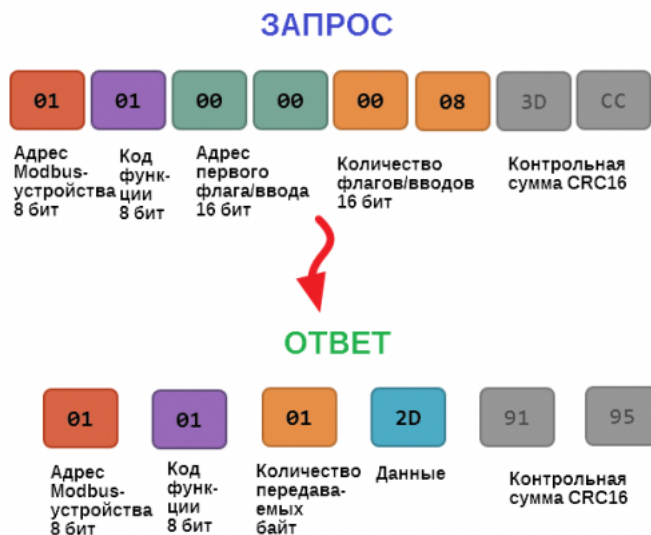 ЗАПРОС
01 01 00 00 00 08 3D CC
Адрес
Modbus-
устройства
8 бит
Код
функ-
ции
8 бит
Адрес
первого
флага/ввода
16 бит
Количество
флагов/вводов
16 бит
Контрольная
сумма CRC16
ОТВЕТ
01 01 01 2D 91 95
Адрес
Modbus-
устройства
8 бит
Код
функ-
ции
8 бит
Количество
передава-
емых
байт
Данные
Контрольная
сумма CRC16